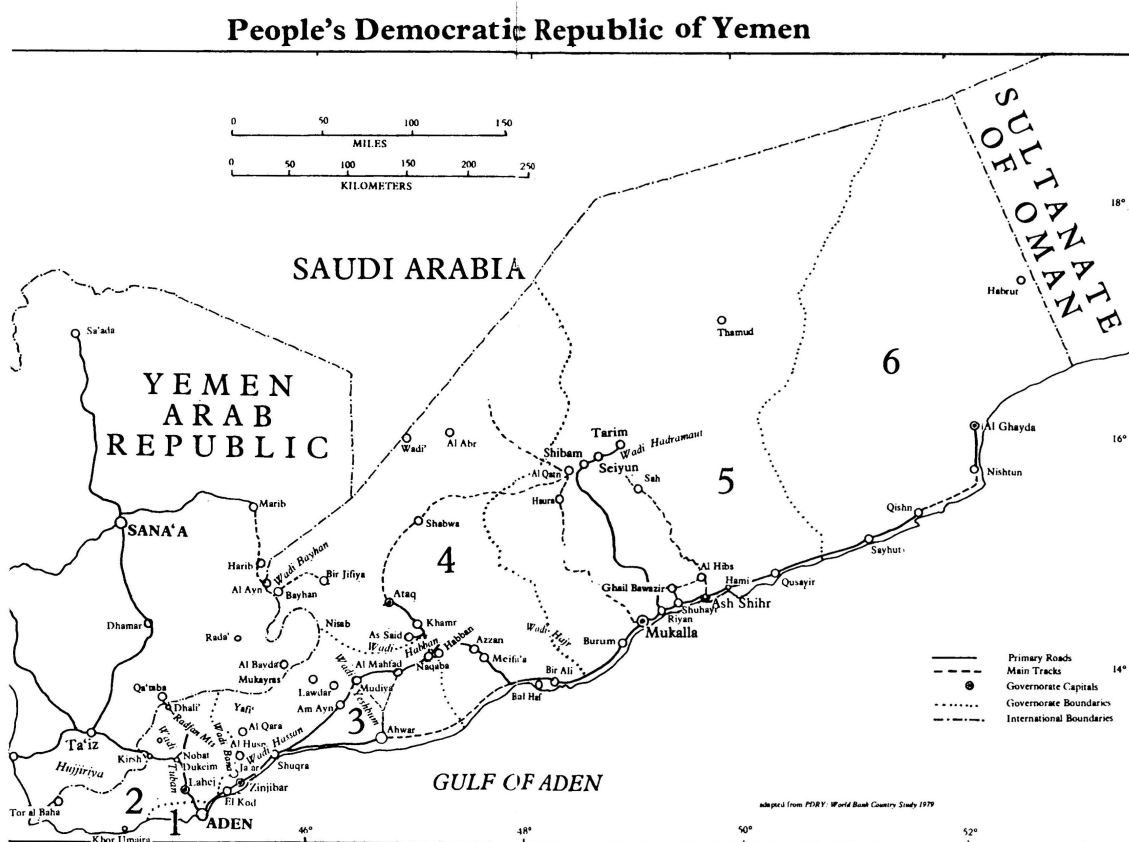 People's Democratic Republic of Yemen
0 50 100 150
MILES
0 50 100 150 200 250
KILOMETERS
SULTANATE
OF OMAN
18°
SAUDI ARABIA
Habrut
Thamud
Sa'ada
6
YEMEN
ARAB
REPUBLIC
Al Ghayda
16°
Wadi'
Al Abr
Tarim
Wadi Hadramaut
Shibam
Seiyun
Al Qatn
Nishtun
Sah
5
Haura
Marib
Qishn
SANA'A
Shabwa
Sayhut
4
Harib
Wadi Bayhan
Bir Jifiya
Al Ayn
Bayhan
Al Hibs
Hami
Qusayir
Ghail Bawazir
Ash Shihr
Shuhayr
Riyan
Ataq
Mukalla
Dhamar
Rada'
Nisab
Khamr
As Said
Wadi Habban
Habban
Azzan
Wadi Hajr
Burum
14°
Al Bayda'
Mukayras
Al Mahfad
Naqaba
Meifa'a
Bir Ali
Bal Haf
Lawdar
Mudiya
Wadi Yeshbum
Qa'taba
Dhali'
Yafi'
Am Ayn
3
Radfan Mts
Al Qara
Ahwar
Ta'iz
Wadi Tuban
Wadi Bana
Al Husn
Wadi Hassan
Kirsh
Nobat
Dukeim
Ja'ar
Shuqra
Hujjiriya
Lahej
Zinjibar
El Kod
GULF OF ADEN
Tor al Baha
2
1
ADEN
Khor Umaira
Primary Roads
Main Tracks
Governorate Capitals
Governorate Boundaries
International Boundaries
adapted from PDRY: World Bank Country Study 1979
46° 48° 50° 52°